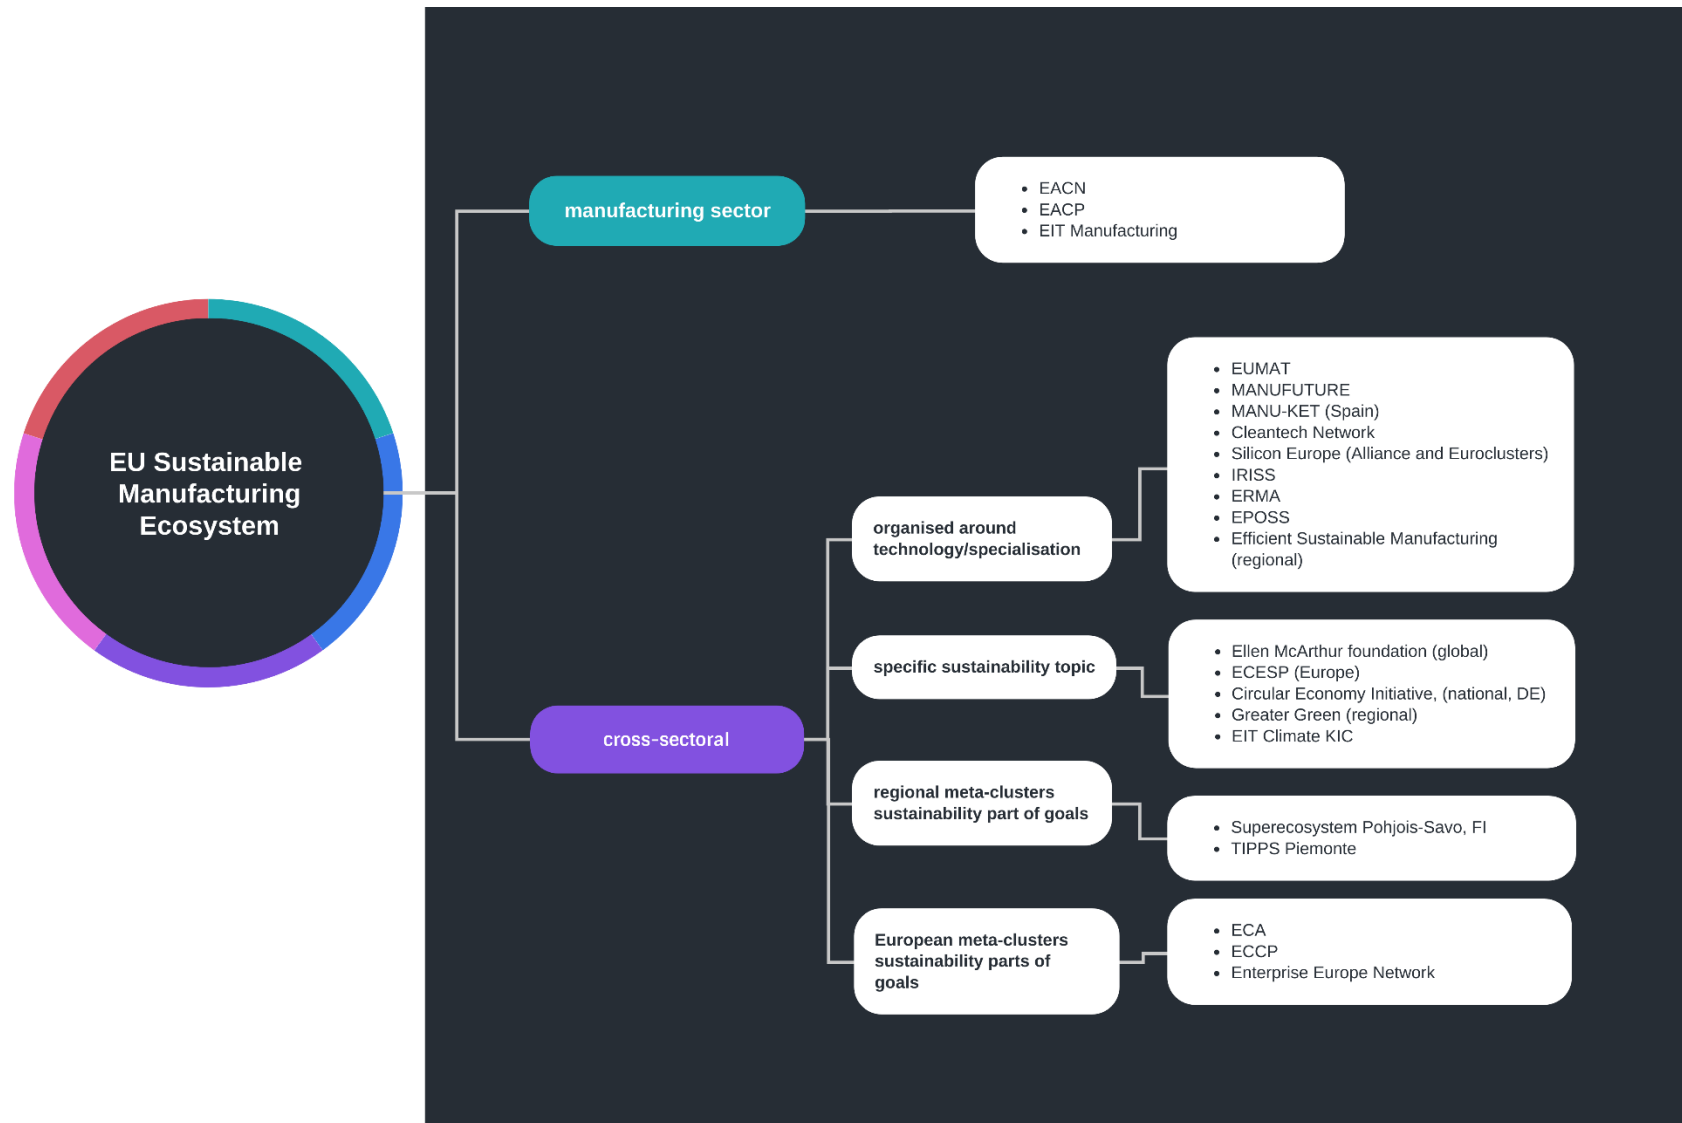 EU Sustainable
Manufacturing
Ecosystem
manufacturing sector
• EACN
• EACP
• EIT Manufacturing
cross-sectoral
organised around
technology/specialisation
• EUMAT
• MANUFUTURE
• MANU-KET (Spain)
• Cleantech Network
• Silicon Europe (Alliance and Euroclusters)
• IRISS
• ERMA
• EPOSS
• Efficient Sustainable Manufacturing
(regional)
specific sustainability topic
• Ellen McArthur foundation (global)
• ECESP (Europe)
• Circular Economy Initiative, (national, DE)
• Greater Green (regional)
• EIT Climate KIC
regional meta-clusters
sustainability part of goals
• Superecosystem Pohjois-Savo, FI
• TIPPS Piemonte
European meta-clusters
sustainability parts of
goals
• ECA
• ECCP
• Enterprise Europe Network